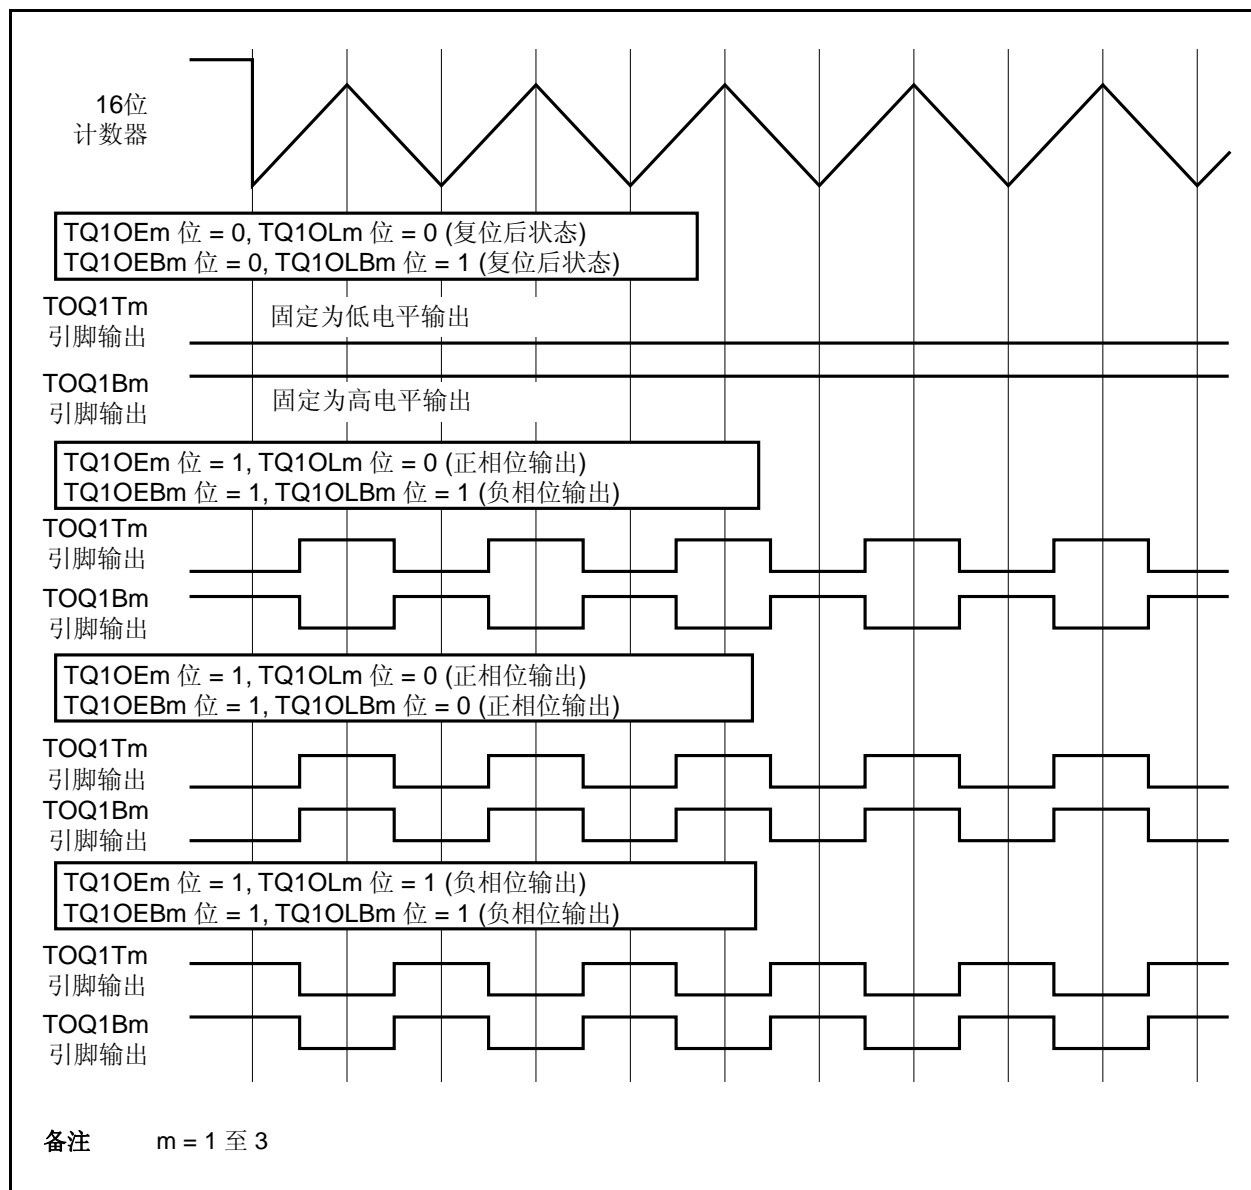 16位
计数器
TQ1OEm 位 = 0, TQ1OLm 位 = 0 (复位后状态)
TQ1OEBm 位 = 0, TQ1OLBm 位 = 1 (复位后状态)
TOQ1Tm
引脚输出
固定为低电平输出
TOQ1Bm
引脚输出
固定为高电平输出
TQ1OEm 位 = 1, TQ1OLm 位 = 0 (正相位输出)
TQ1OEBm 位 = 1, TQ1OLBm 位 = 1 (负相位输出)
TOQ1Tm
引脚输出
TOQ1Bm
引脚输出
TQ1OEm 位 = 1, TQ1OLm 位 = 0 (正相位输出)
TQ1OEBm 位 = 1, TQ1OLBm 位 = 0 (正相位输出)
TOQ1Tm
引脚输出
TOQ1Bm
引脚输出
TQ1OEm 位 = 1, TQ1OLm 位 = 1 (负相位输出)
TQ1OEBm 位 = 1, TQ1OLBm 位 = 1 (负相位输出)
TOQ1Tm
引脚输出
TOQ1Bm
引脚输出
备注 m = 1 至 3